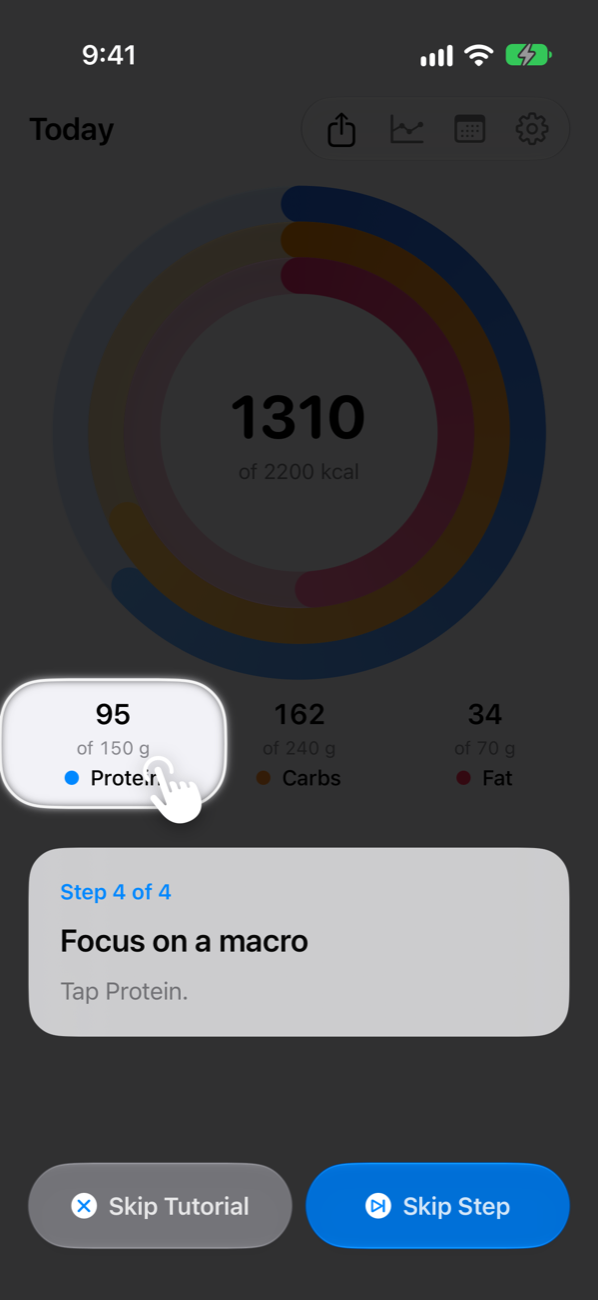 9:41
Today
1310
of 2200 kcal
95
of 150 g
Protein
162
of 240 g
Carbs
34
of 70 g
Fat
Step 4 of 4
Focus on a macro
Tap Protein.
Skip Tutorial
Skip Step